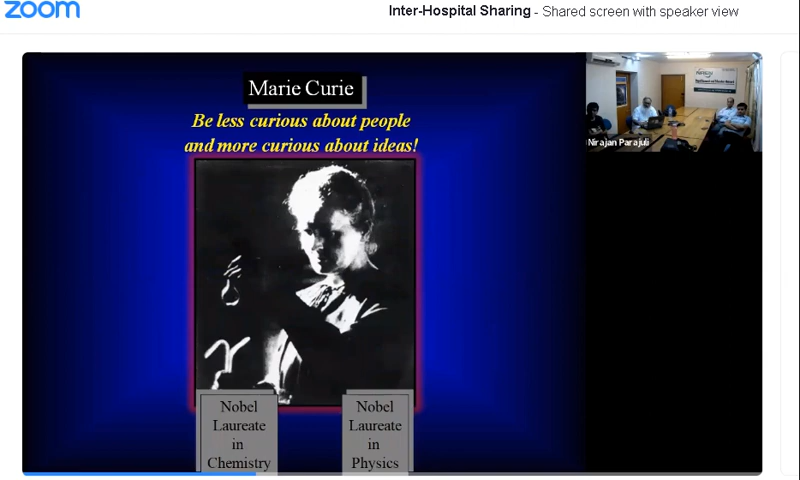 zoom
Inter-Hospital Sharing - Shared screen with speaker view
Marie Curie
Be less curious about people
and more curious about ideas!
Nobel
Laureate
in
Chemistry
Nobel
Laureate
in
Physics
Nirajan Parajuli